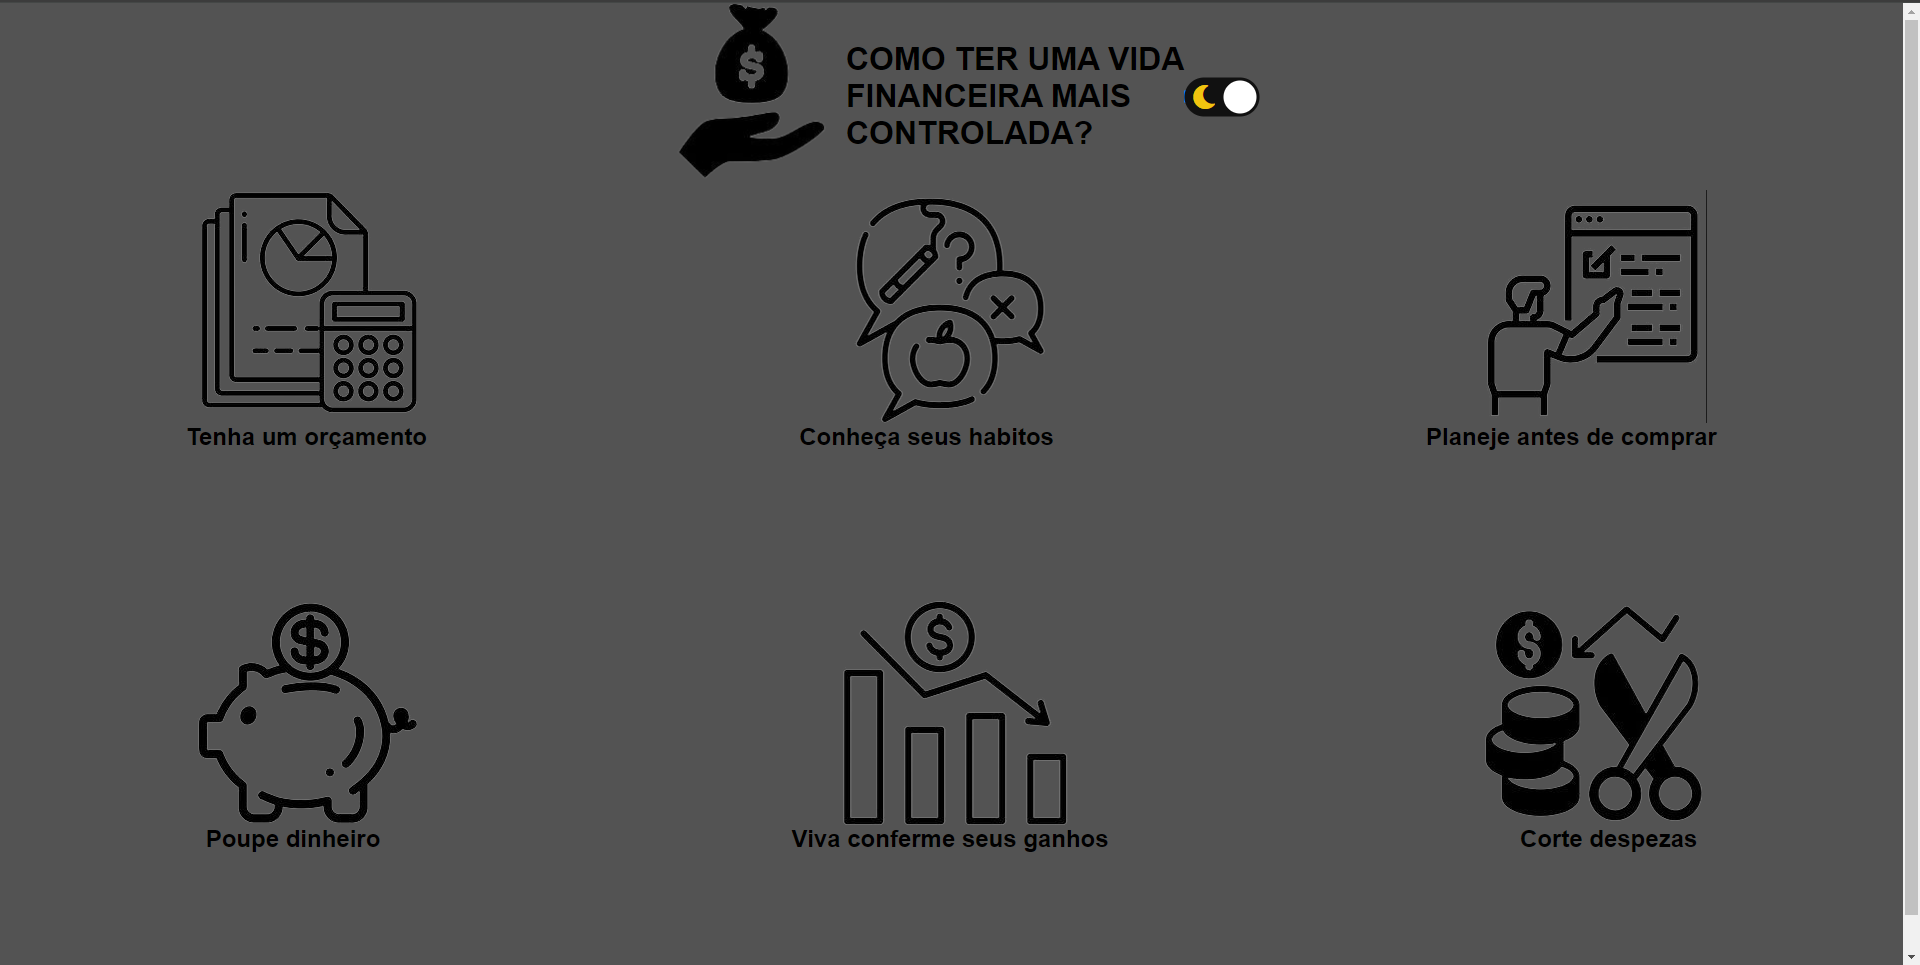 COMO TER UMA VIDA
FINANCEIRA MAIS
CONTROLADA?
Tenha um orçamento
Conheça seus habitos
Planeje antes de comprar
Poupe dinheiro
Viva conferme seus ganhos
Corte despezas